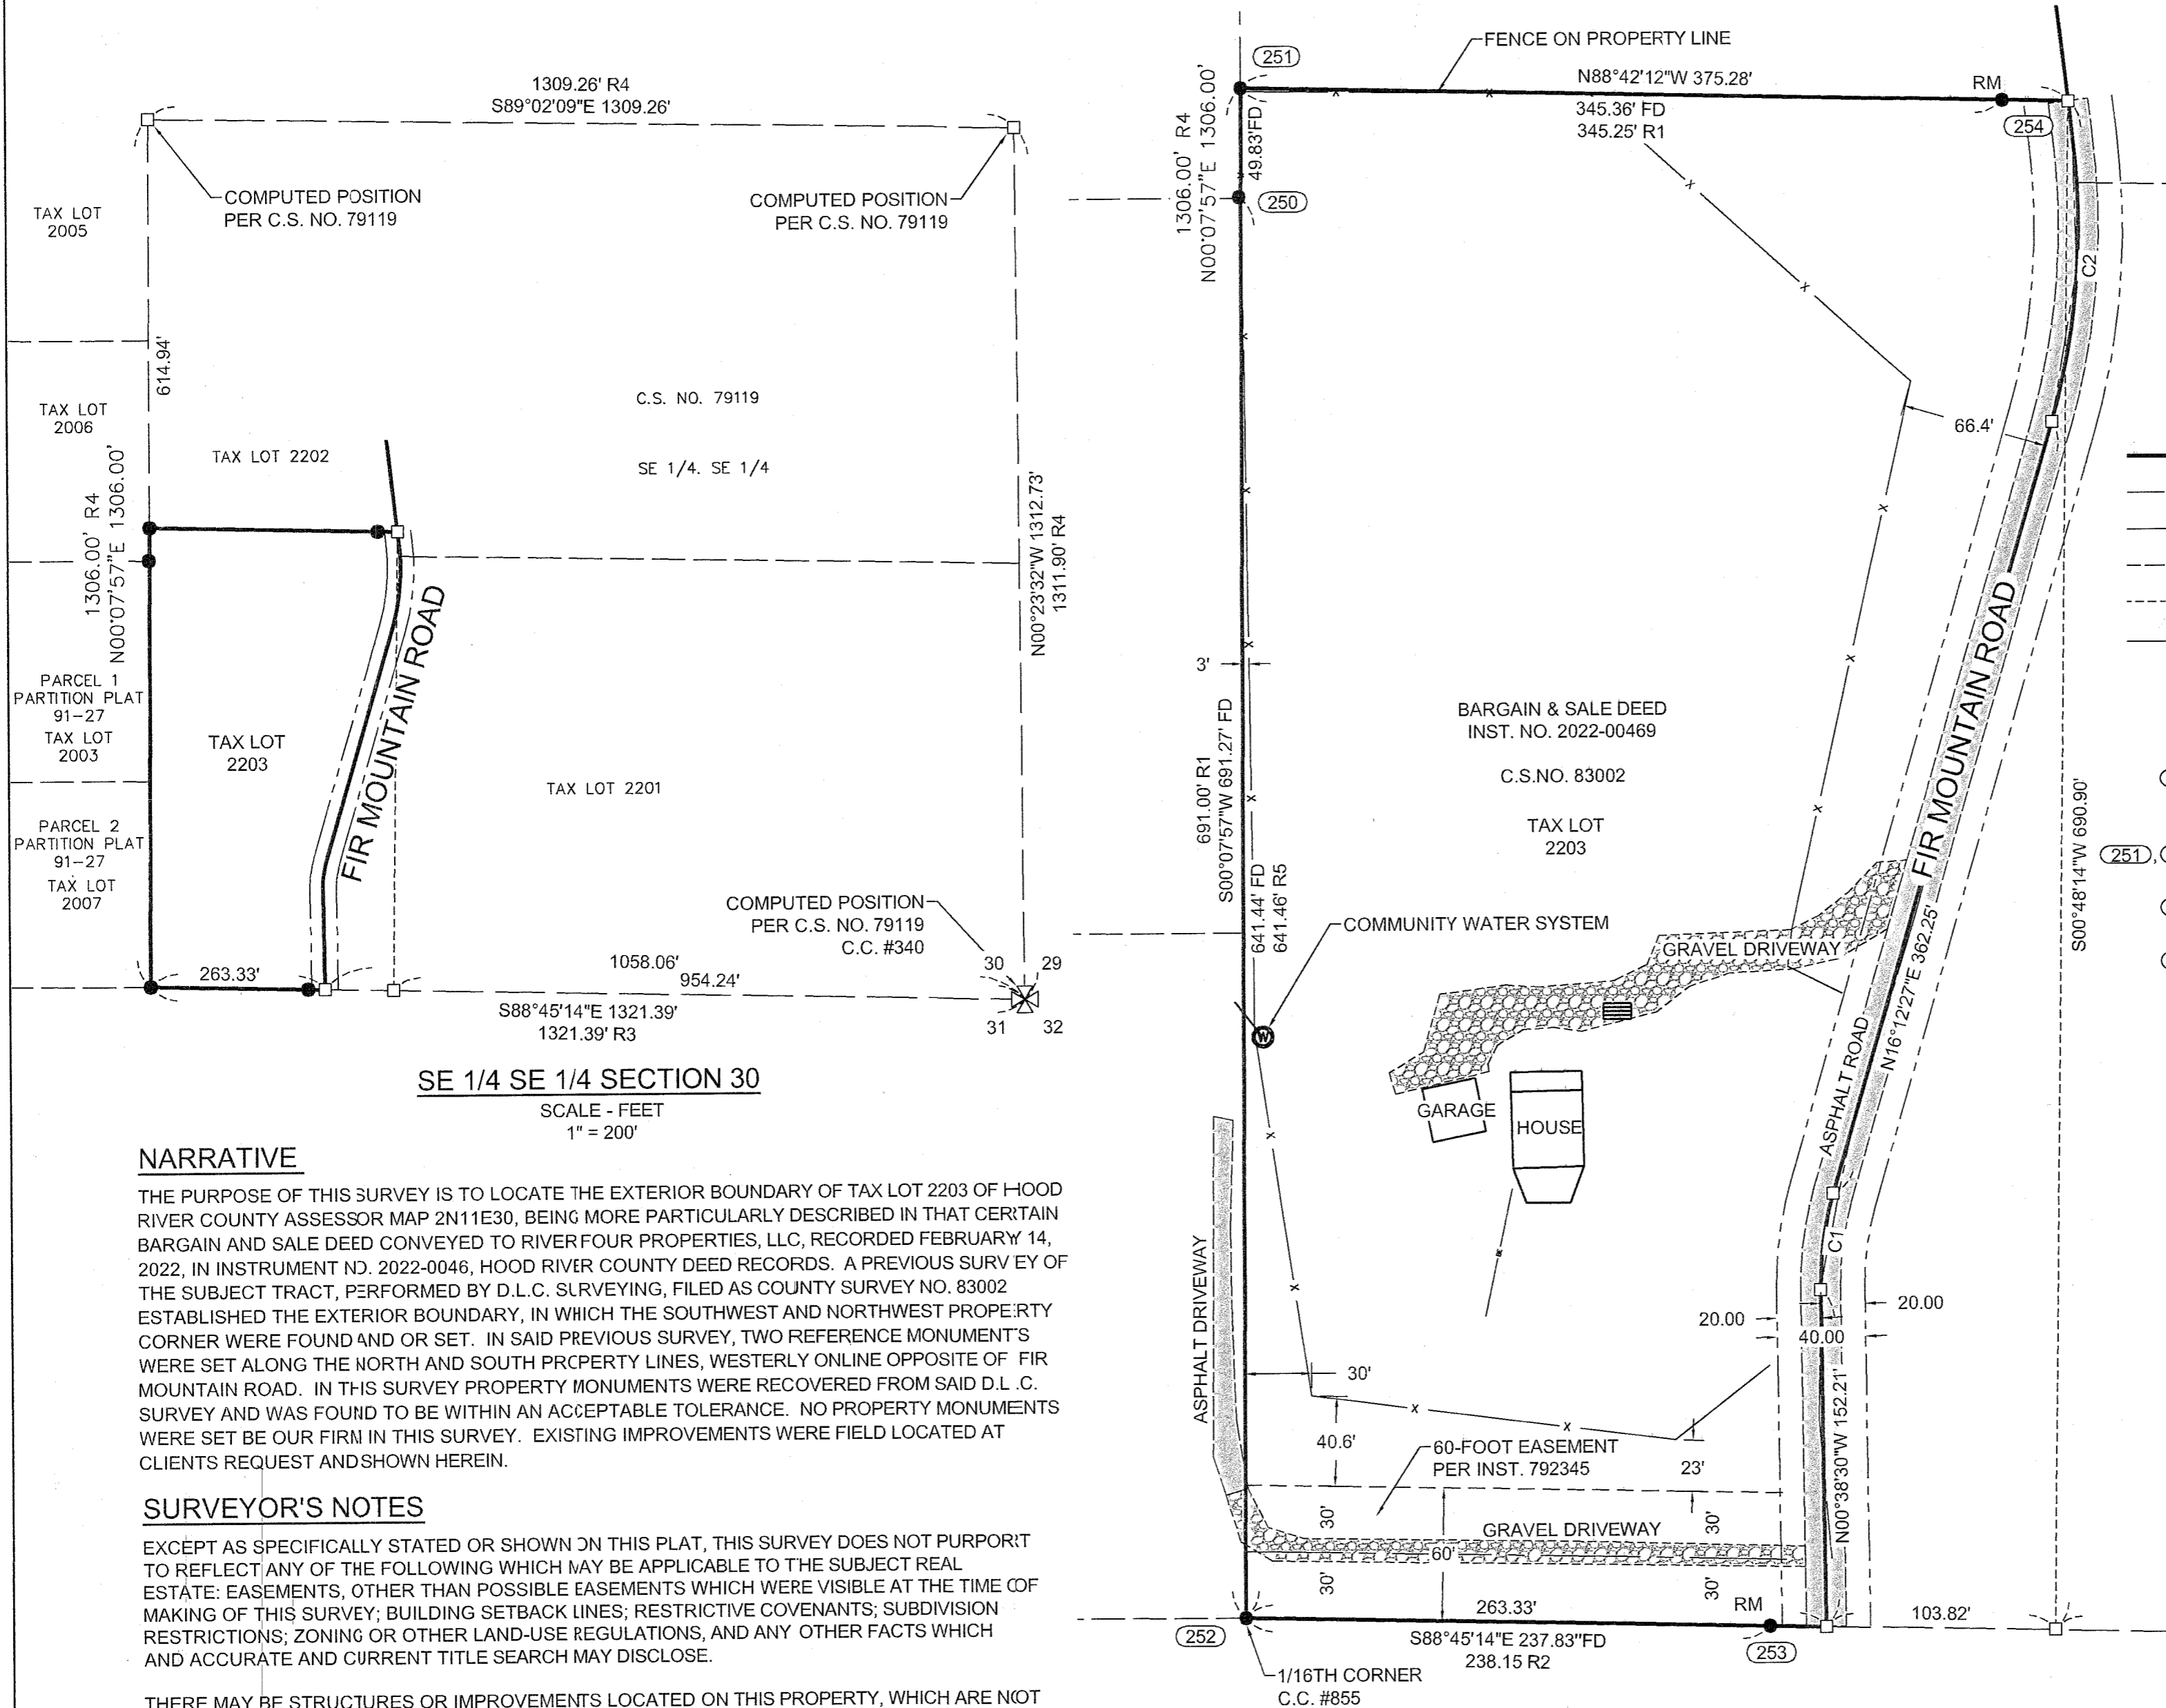 1309.26' R4
S89°02'09"E 1309.26'
COMPUTED POSITION
PER C.S. NO. 79119
COMPUTED POSITION
PER C.S. NO. 79119
TAX LOT
2005
614.94'
TAX LOT
2006
C.S. NO. 79119
TAX LOT 2202
SE 1/4. SE 1/4
1306.00' R4
N00°07'57"E 1306.00'
N00°23'32"W 1312.73'
1311.90' R4
FIR MOUNTAIN ROAD
PARCEL 1
PARTITION PLAT
91-27
TAX LOT
2003
TAX LOT
2203
TAX LOT 2201
PARCEL 2
PARTITION PLAT
91-27
TAX LOT
2007
COMPUTED POSITION
PER C.S. NO. 79119
C.C. #340
263.33'
1058.06'
954.24'
30 29
31 32
S88°45'14"E 1321.39'
1321.39' R3
SE 1/4 SE 1/4 SECTION 30
SCALE - FEET
1" = 200'
NARRATIVE
THE PURPOSE OF THIS SURVEY IS TO LOCATE THE EXTERIOR BOUNDARY OF TAX LOT 2203 OF HOOD
RIVER COUNTY ASSESSOR MAP 2N11E30, BEING MORE PARTICULARLY DESCRIBED IN THAT CERTAIN
BARGAIN AND SALE DEED CONVEYED TO RIVER FOUR PROPERTIES, LLC, RECORDED FEBRUARY 14,
2022, IN INSTRUMENT NO. 2022-0046, HOOD RIVER COUNTY DEED RECORDS. A PREVIOUS SURVEY OF
THE SUBJECT TRACT, PERFORMED BY D.L.C. SURVEYING, FILED AS COUNTY SURVEY NO. 83002
ESTABLISHED THE EXTERIOR BOUNDARY, IN WHICH THE SOUTHWEST AND NORTHWEST PROPERTY
CORNER WERE FOUND AND OR SET. IN SAID PREVIOUS SURVEY, TWO REFERENCE MONUMENTS
WERE SET ALONG THE NORTH AND SOUTH PROPERTY LINES, WESTERLY ONLINE OPPOSITE OF FIR
MOUNTAIN ROAD. IN THIS SURVEY PROPERTY MONUMENTS WERE RECOVERED FROM SAID D.L.C.
SURVEY AND WAS FOUND TO BE WITHIN AN ACCEPTABLE TOLERANCE. NO PROPERTY MONUMENTS
WERE SET BE OUR FIRM IN THIS SURVEY. EXISTING IMPROVEMENTS WERE FIELD LOCATED AT
CLIENTS REQUEST AND SHOWN HEREIN.
SURVEYOR'S NOTES
EXCEPT AS SPECIFICALLY STATED OR SHOWN ON THIS PLAT, THIS SURVEY DOES NOT PURPORT
TO REFLECT ANY OF THE FOLLOWING WHICH MAY BE APPLICABLE TO THE SUBJECT REAL
ESTATE: EASEMENTS, OTHER THAN POSSIBLE EASEMENTS WHICH WERE VISIBLE AT THE TIME OF
MAKING OF THIS SURVEY; BUILDING SETBACK LINES; RESTRICTIVE COVENANTS; SUBDIVISION
RESTRICTIONS; ZONING OR OTHER LAND-USE REGULATIONS, AND ANY OTHER FACTS WHICH
AND ACCURATE AND CURRENT TITLE SEARCH MAY DISCLOSE.
THERE MAY BE STRUCTURES OR IMPROVEMENTS LOCATED ON THIS PROPERTY, WHICH ARE NOT
251
FENCE ON PROPERTY LINE
N88°42'12"W 375.28'
RM
345.36' FD
345.25' R1
254
1306.00' R4
N00°07'57"E 1306.00'
49.83'FD
250
C2
66.4'
3'
691.00' R1
S00°07'57"W 691.27' FD
641.44' FD
641.46' R5
BARGAIN & SALE DEED
INST. NO. 2022-00469
C.S.NO. 83002
TAX LOT
2203
FIR MOUNTAIN ROAD
S00°48'14"W 690.90'
251,
COMMUNITY WATER SYSTEM
W
GRAVEL DRIVEWAY
N16°12'27"E 362.25'
ASPHALT ROAD
GARAGE
HOUSE
C1
ASPHALT DRIVEWAY
20.00
20.00
40.00
30'
40.6'
60-FOOT EASEMENT
PER INST. 792345
23'
N00°38'30"W 152.21'
30'
GRAVEL DRIVEWAY
30'
60'
30'
30'
263.33'
RM
103.82'
252
S88°45'14"E 237.83"FD
238.15 R2
253
1/16TH CORNER
C.C. #855